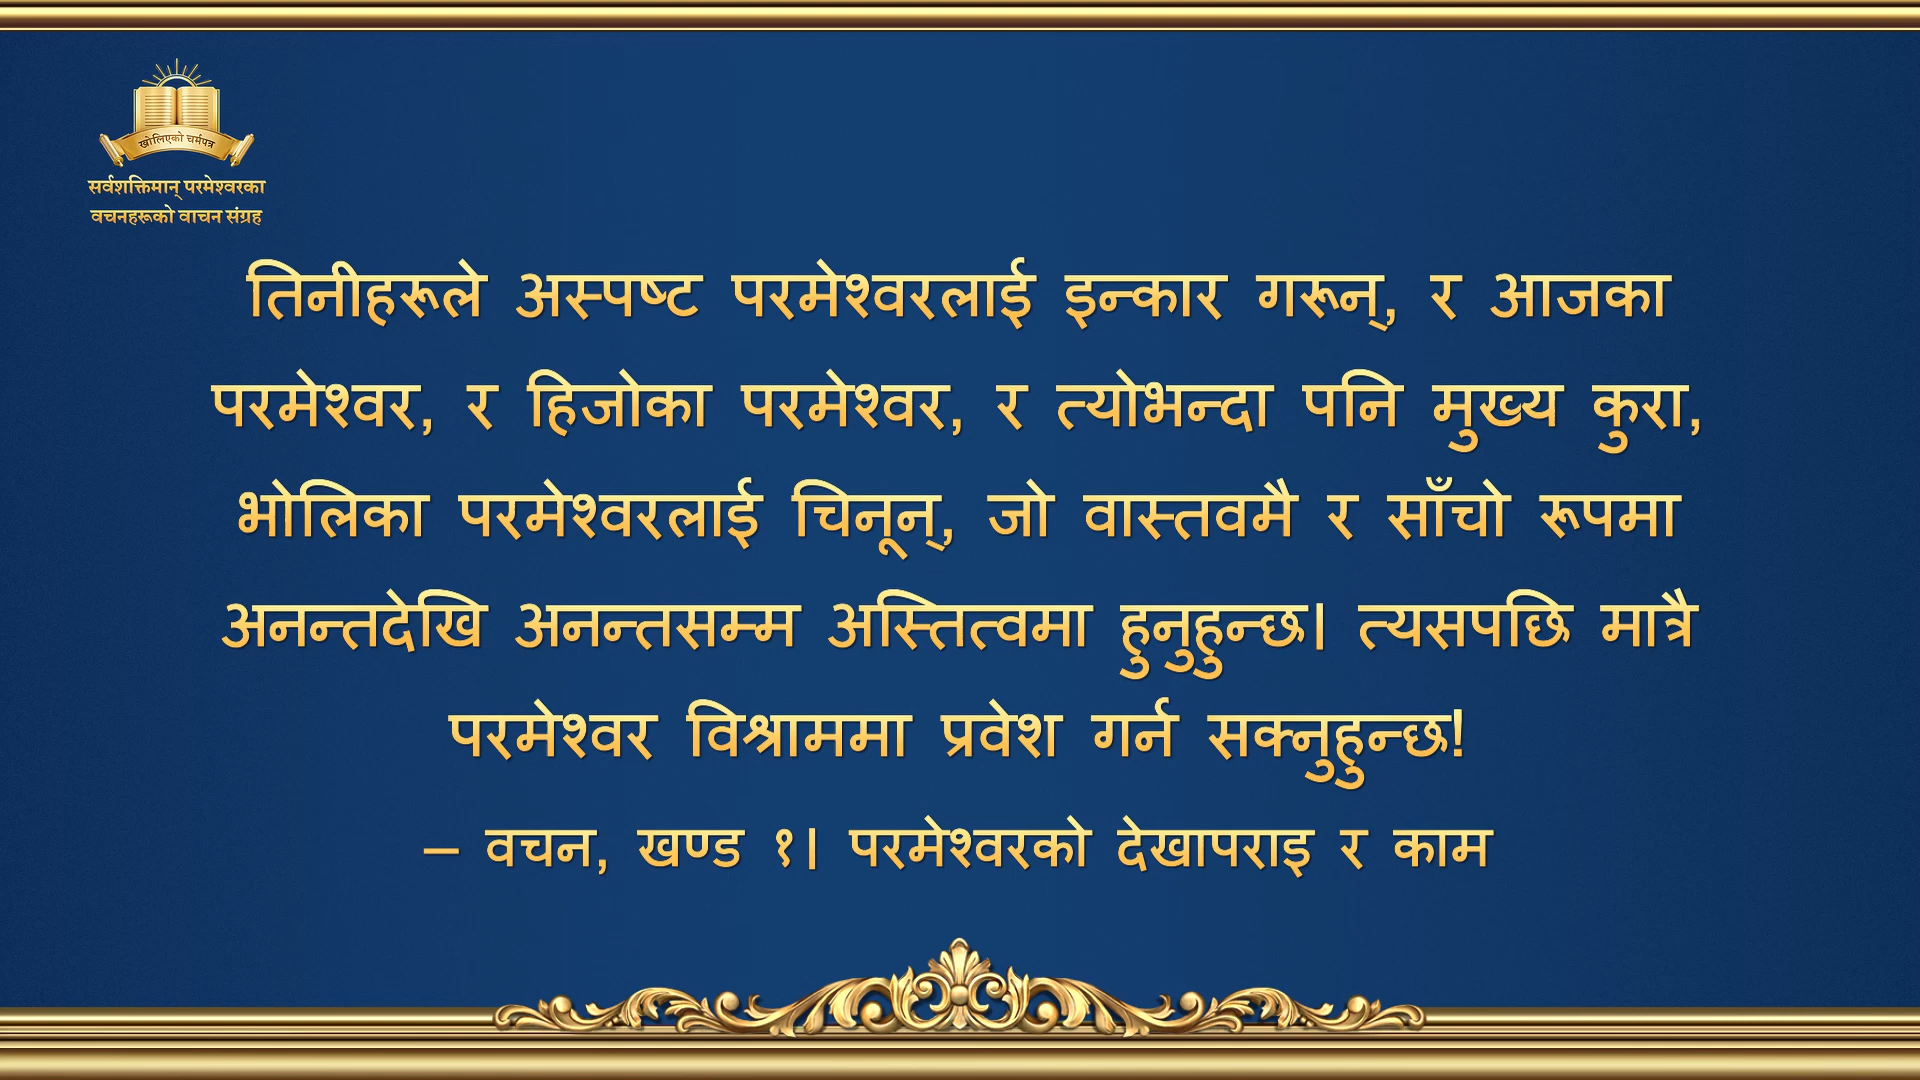 खोलिएको चर्मपत्र
सर्वशक्तिमान् परमेश्वरका
वचनहरूको वाचन संग्रह
तिनीहरूले अस्पष्ट परमेश्वरलाई इन्कार गरून्, र आजका
परमेश्वर, र हिजोका परमेश्वर, र त्योभन्दा पनि मुख्य कुरा,
भोलिका परमेश्वरलाई चिनून्, जो वास्तवमै र साँचो रूपमा
अनन्तदेखि अनन्तसम्म अस्तित्वमा हुनुहुन्छ। त्यसपछि मात्रै
परमेश्वर विश्राममा प्रवेश गर्न सक्नुहुन्छ!
– वचन, खण्ड १। परमेश्वरको देखापराइ र काम